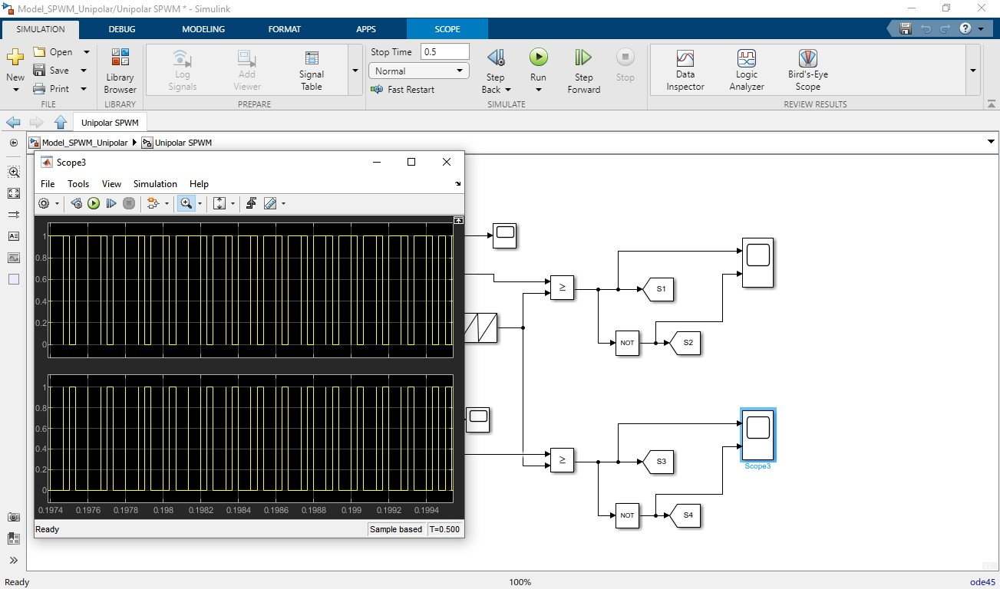 Model_SPWM_Unipolar/Unipolar SPWM * - Simulink
SIMULATION DEBUG MODELING FORMAT APPS SCOPE
New
Open
Save
Print
FILE
Library Browser
LIBRARY
Log Signals
Add Viewer
Signal Table
PREPARE
Stop Time 0.5
Normal
Fast Restart
Step Back
Run
Step Forward
Stop
SIMULATE
Data Inspector
Logic Analyzer
Bird's-Eye Scope
REVIEW RESULTS
Unipolar SPWM
Model_SPWM_Unipolar Unipolar SPWM
Scope3
File Tools View Simulation Help
1
0.8
0.6
0.4
0.2
0
1
0.8
0.6
0.4
0.2
0
0.1974 0.1976 0.1978 0.198 0.1982 0.1984 0.1986 0.1988 0.199 0.1992 0.1994
Ready Sample based T=0.500
≥
S1
NOT
S2
≥
S3
Scope3
NOT
S4
Ready 100% ode45